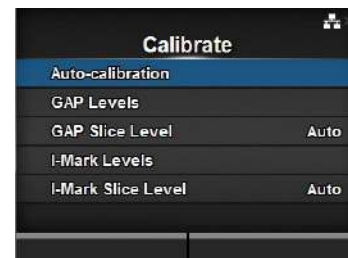 Calibrate
Auto-calibration
GAP Levels
GAP Slice Level Auto
I-Mark Levels
I-Mark Slice Level Auto